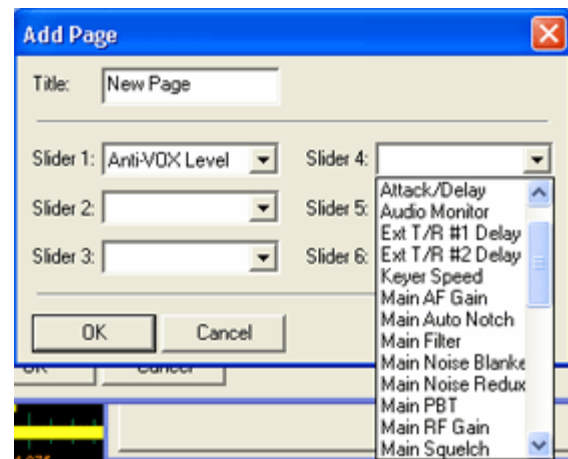 Add Page
Title: New Page
Slider 1: Anti-VOX Level
Slider 4:
Slider 2:
Slider 5:
Slider 3:
Slider 6:
Attack/Delay
Audio Monitor
Ext T/R #1 Delay
Ext T/R #2 Delay
Keyer Speed
Main AF Gain
Main Auto Notch
Main Filter
Main Noise Blanke
Main Noise Redux
Main PBT
Main RF Gain
Main Squelch
OK Cancel